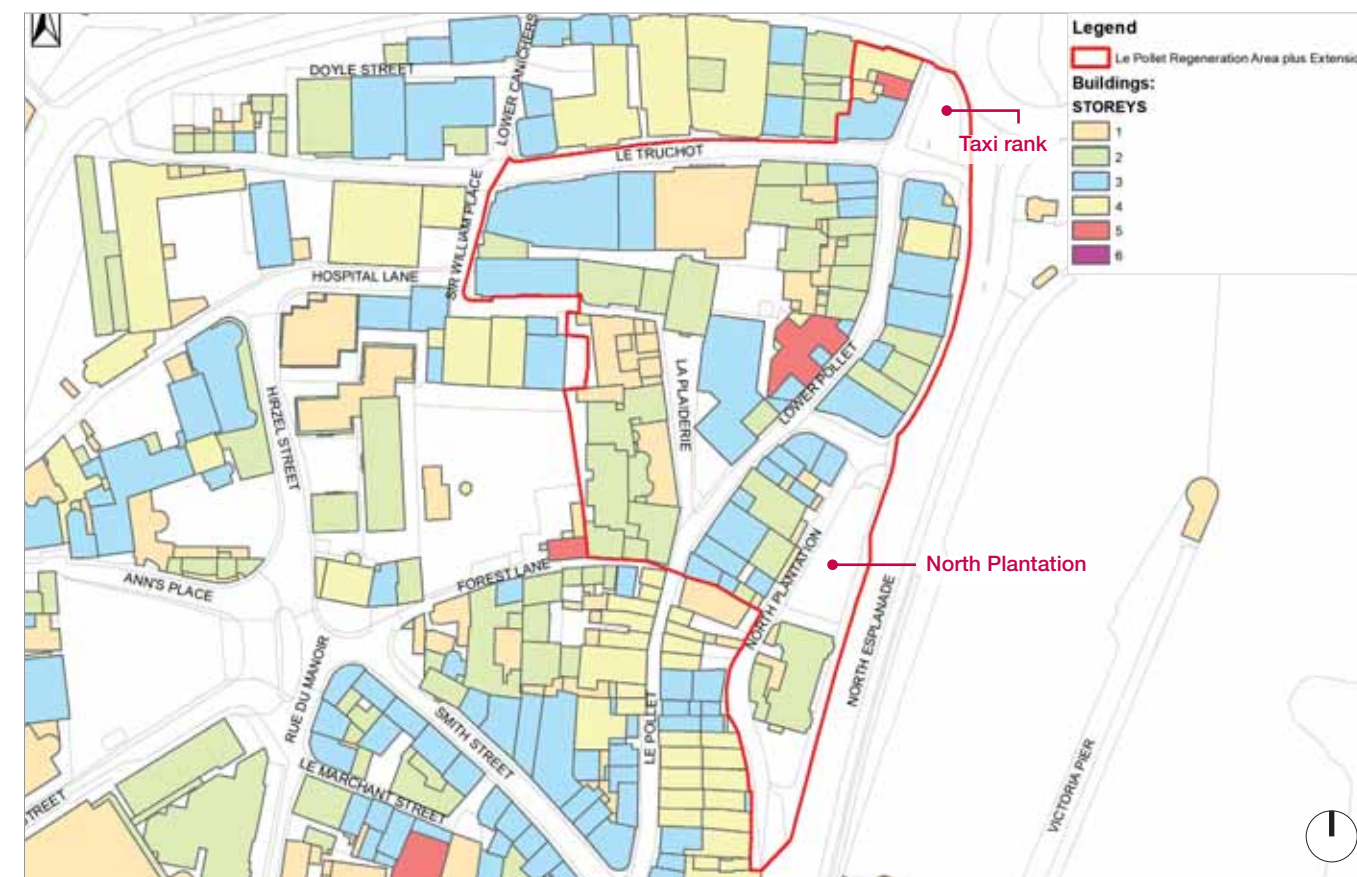 Legend
Le Pollet Regeneration Area plus Extensio
Buildings:
STOREYS
1
2
3
4
5
6
Taxi rank
North Plantation
DOYLE STREET
LOWER CANICHERS
LE TRUCHOT
SIR WILLIAM PLACE
HOSPITAL LANE
LA PLAIDERIE
LOWER POLLET
HIRZEL STREET
NORTH PLANTATION
FOREST LANE
ANN'S PLACE
NORTH ESPLANADE
RUE DU MANOIR
LE POLLET
SMITH STREET
LE MARCHANT STREET
VICTORIA PIER
TREET